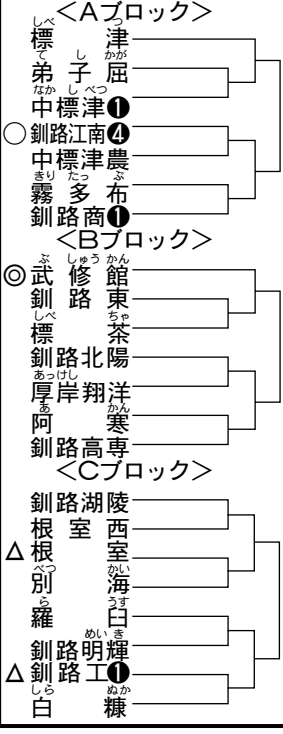 <Aブロック>
標津
弟子屈
中標津❶
○釧路江南❹
中標津農
霧多布
釧路商❶
<Bブロック>
◎武修館
釧路東
標茶
釧路北陽
厚岸翔洋
阿寒
釧路高専
<Cブロック>
釧路湖陵
根室西
△根室
別海
羅臼
釧路明輝
△釧路工❶
白糠